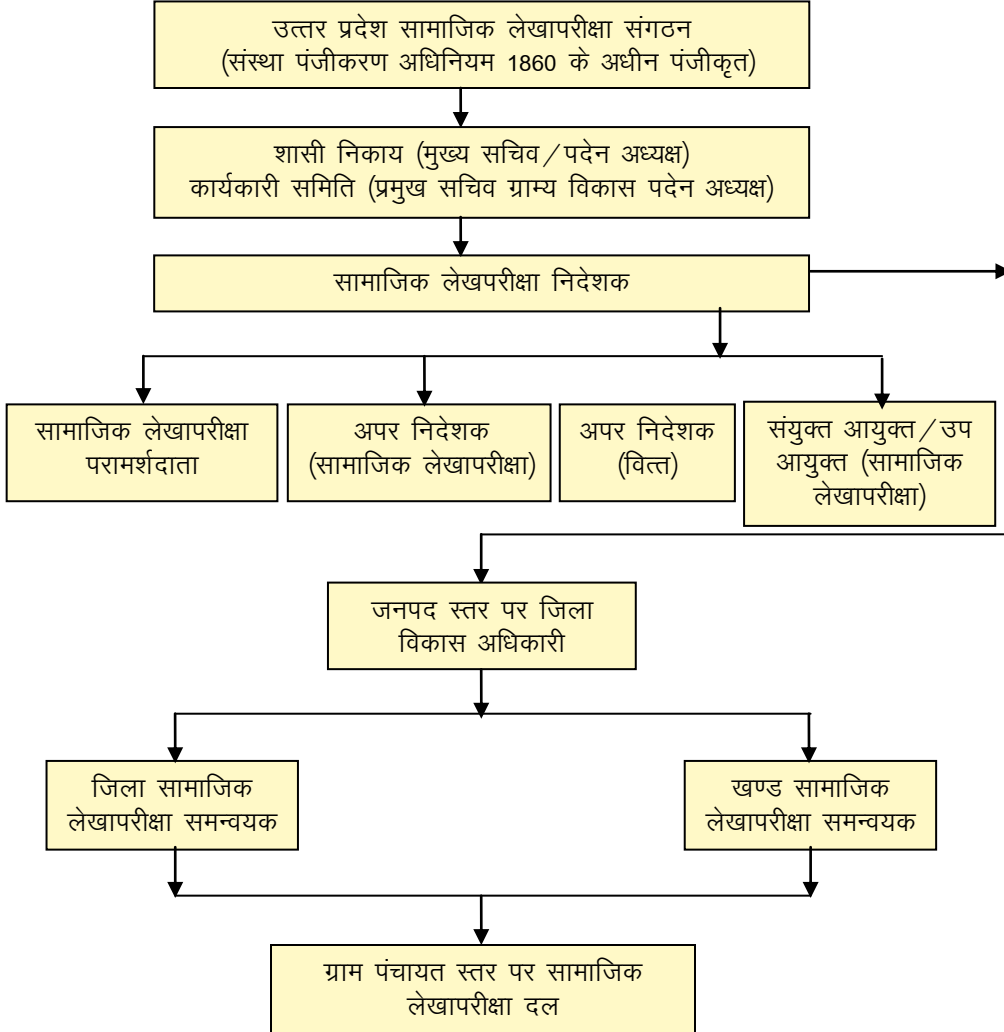 उत्तर प्रदेश सामाजिक लेखापरीक्षा संगठन
(संस्था पंजीकरण अधिनियम 1860 के अधीन पंजीकृत)
शासी निकाय (मुख्य सचिव/पदेन अध्यक्ष)
कार्यकारी समिति (प्रमुख सचिव ग्राम्य विकास पदेन अध्यक्ष)
सामाजिक लेखपरीक्षा निदेशक
सामाजिक लेखापरीक्षा
परामर्शदाता
अपर निदेशक
(सामाजिक लेखापरीक्षा)
अपर निदेशक
(वित्त)
संयुक्त आयुक्त/उप
आयुक्त (सामाजिक
लेखापरीक्षा)
जनपद स्तर पर जिला
विकास अधिकारी
जिला सामाजिक
लेखापरीक्षा समन्वयक
खण्ड सामाजिक
लेखापरीक्षा समन्वयक
ग्राम पंचायत स्तर पर सामाजिक
लेखापरीक्षा दल